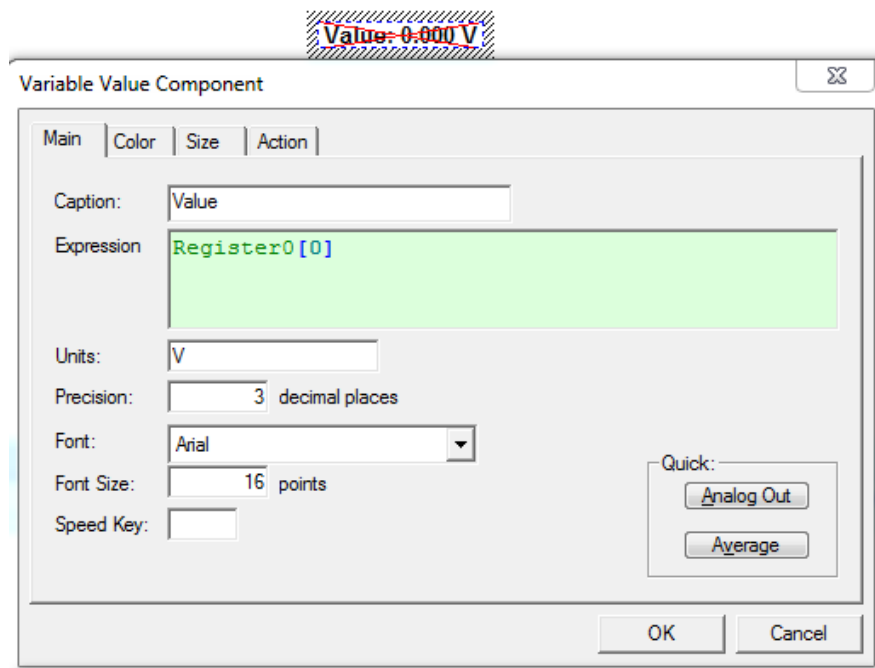 Value: 0.000 V
Variable Value Component
Main Color Size Action
Caption: Value
Expression Register0[0]
Units: V
Precision: 3 decimal places
Font: Arial
Font Size: 16 points
Speed Key:
Quick:
Analog Out
Average
OK Cancel